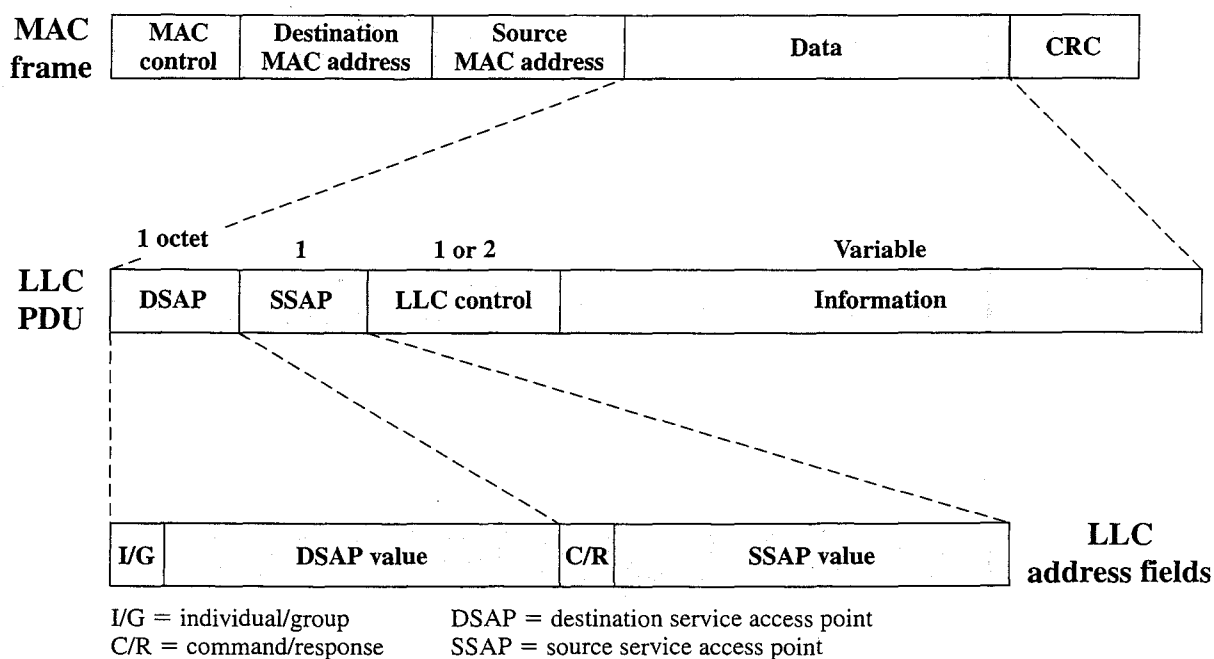 MAC frame
MAC control
Destination MAC address
Source MAC address
Data
CRC
1 octet
1
1 or 2
Variable
LLC PDU
DSAP
SSAP
LLC control
Information
I/G
DSAP value
C/R
SSAP value
LLC address fields
I/G = individual/group
DSAP = destination service access point
C/R = command/response
SSAP = source service access point